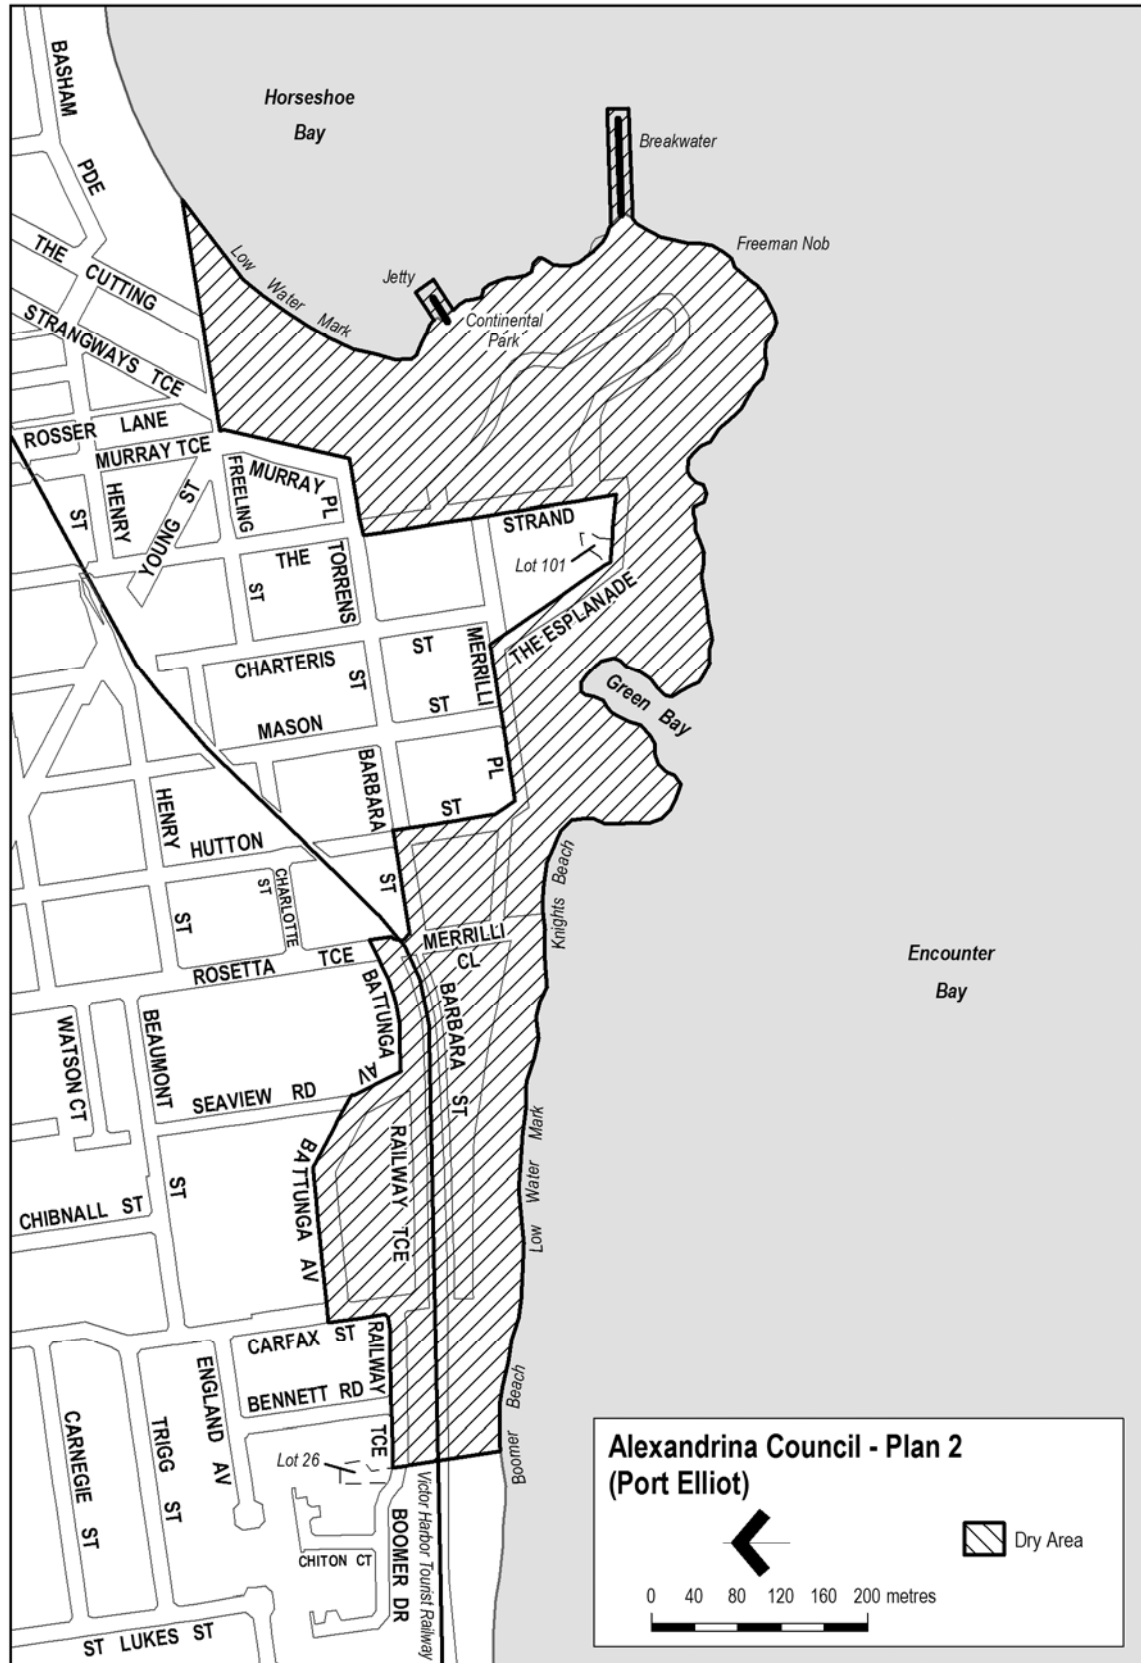 BASHAM
PDE
Horseshoe
Bay
Breakwater
Freeman Nob
THE CUTTING
Low Water Mark
Jetty
Continental
Park
STRANGWAYS TCE
ROSSER LANE
MURRAY TCE
HENRY
ST
YOUNG ST
FREELING
ST
MURRAY PL
THE
STRAND
Lot 101
TORRENS
ST
THE ESPLANADE
CHARTERIS
ST
MERRILLI
PL
Green Bay
MASON
ST
BARBARA
ST
HENRY
ST
HUTTON
ST
CHARLOTTE
ST
Knights Beach
MERRILLI
CL
ROSETTA TCE
BATTUNGA
AV
BARBARA
ST
Encounter
Bay
WATSON CT
BEAUMONT
ST
SEAVIEW RD
BATTUNGA AV
RAILWAY TCE
Low Water Mark
CHIBNALL ST
CARFAX ST
RAILWAY
TCE
BENNETT RD
ENGLAND AV
Boomer Beach
CARNEGIE ST
TRIGG ST
Lot 26
Victor Harbor Tourist Railway
BOOMER DR
CHITON CT
ST LUKES ST
Alexandrina Council - Plan 2
(Port Elliot)
Dry Area
0 40 80 120 160 200 metres